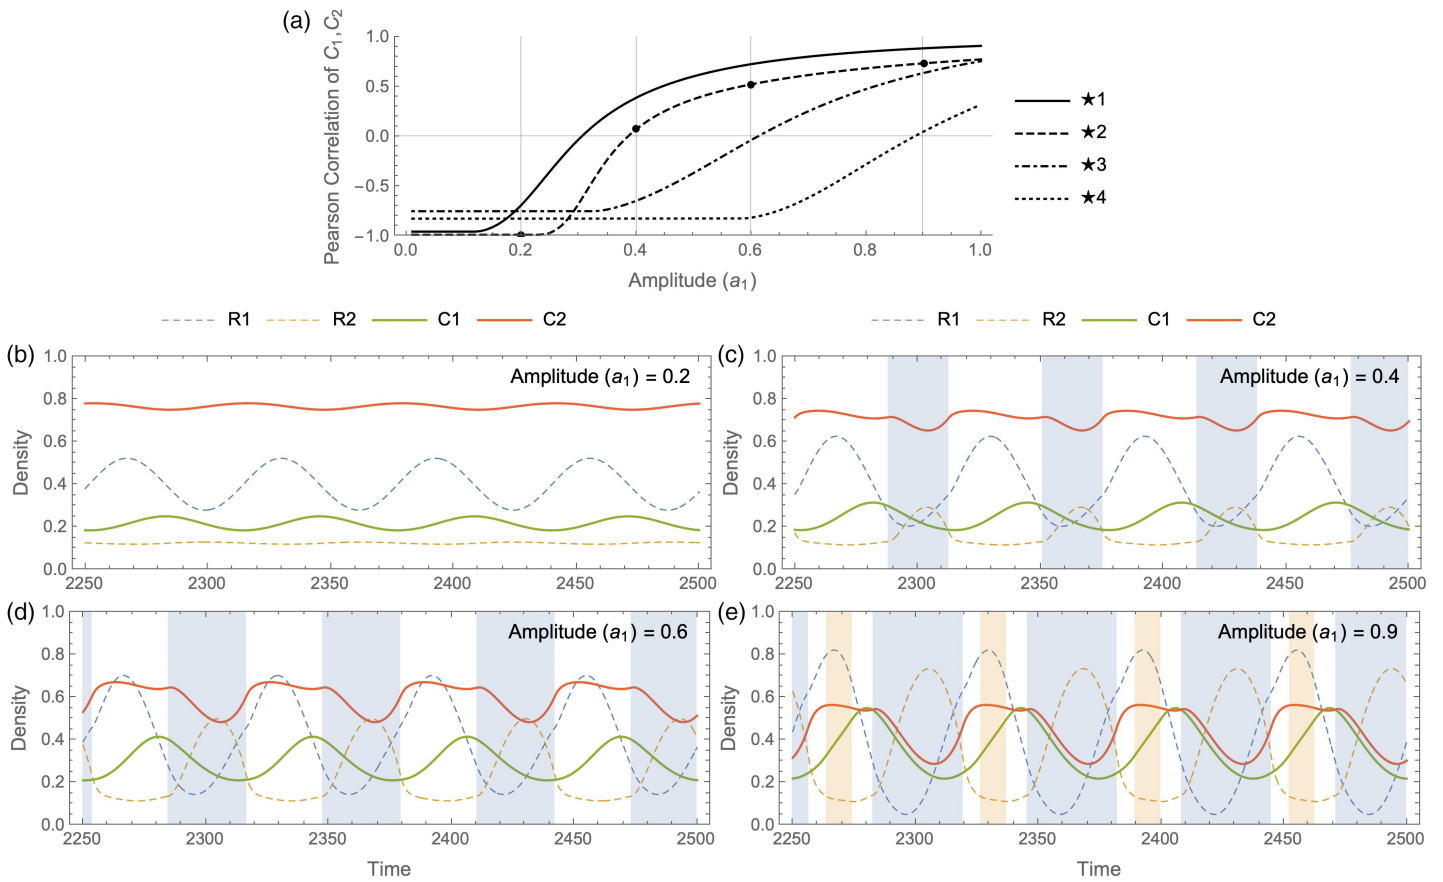 (a)
Pearson Correlation of C1, C2
1.0
0.5
0.0
−0.5
−1.0
0.0 0.2 0.4 0.6 0.8 1.0
Amplitude (a1)
★1
★2
★3
★4
R1 R2 C1 C2
R1 R2 C1 C2
(b)
Amplitude (a1) = 0.2
Density
1.0
0.8
0.6
0.4
0.2
0.0
2250 2300 2350 2400 2450 2500
(c)
Amplitude (a1) = 0.4
Density
1.0
0.8
0.6
0.4
0.2
0.0
2250 2300 2350 2400 2450 2500
(d)
Amplitude (a1) = 0.6
Density
1.0
0.8
0.6
0.4
0.2
0.0
2250 2300 2350 2400 2450 2500
Time
(e)
Amplitude (a1) = 0.9
Density
1.0
0.8
0.6
0.4
0.2
0.0
2250 2300 2350 2400 2450 2500
Time